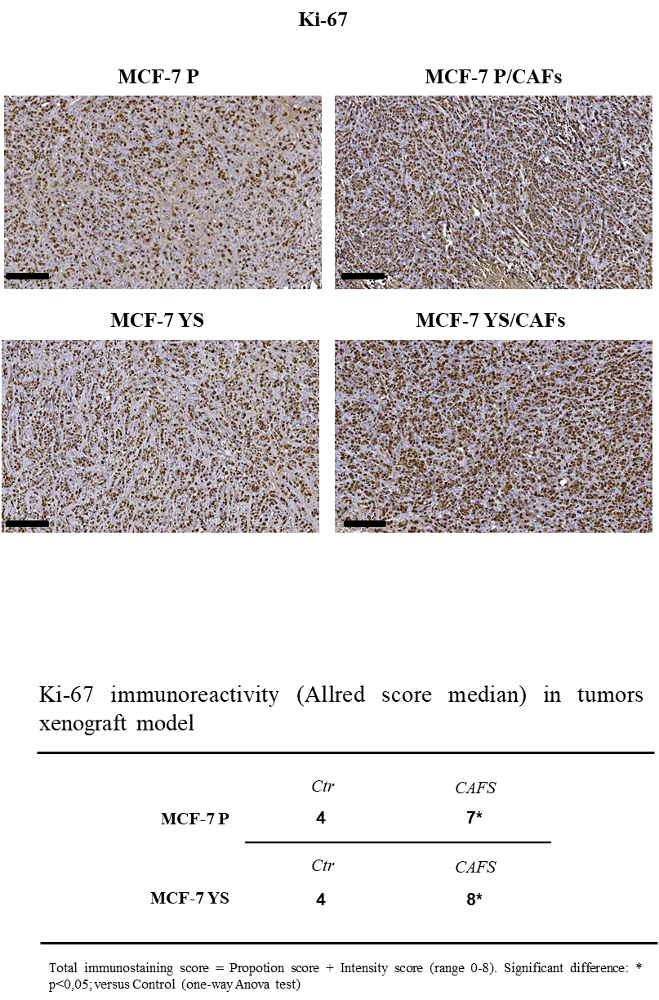 Ki-67
MCF-7 P
MCF-7 P/CAFs
MCF-7 YS
MCF-7 YS/CAFs
Ki-67 immunoreactivity (Allred score median) in tumors
xenograft model
Ctr CAFS
MCF-7 P 4 7*
Ctr CAFS
MCF-7 YS 4 8*
Total immunostaining score = Propotion score + Intensity score (range 0-8). Significant difference: *
p<0,05; versus Control (one-way Anova test)